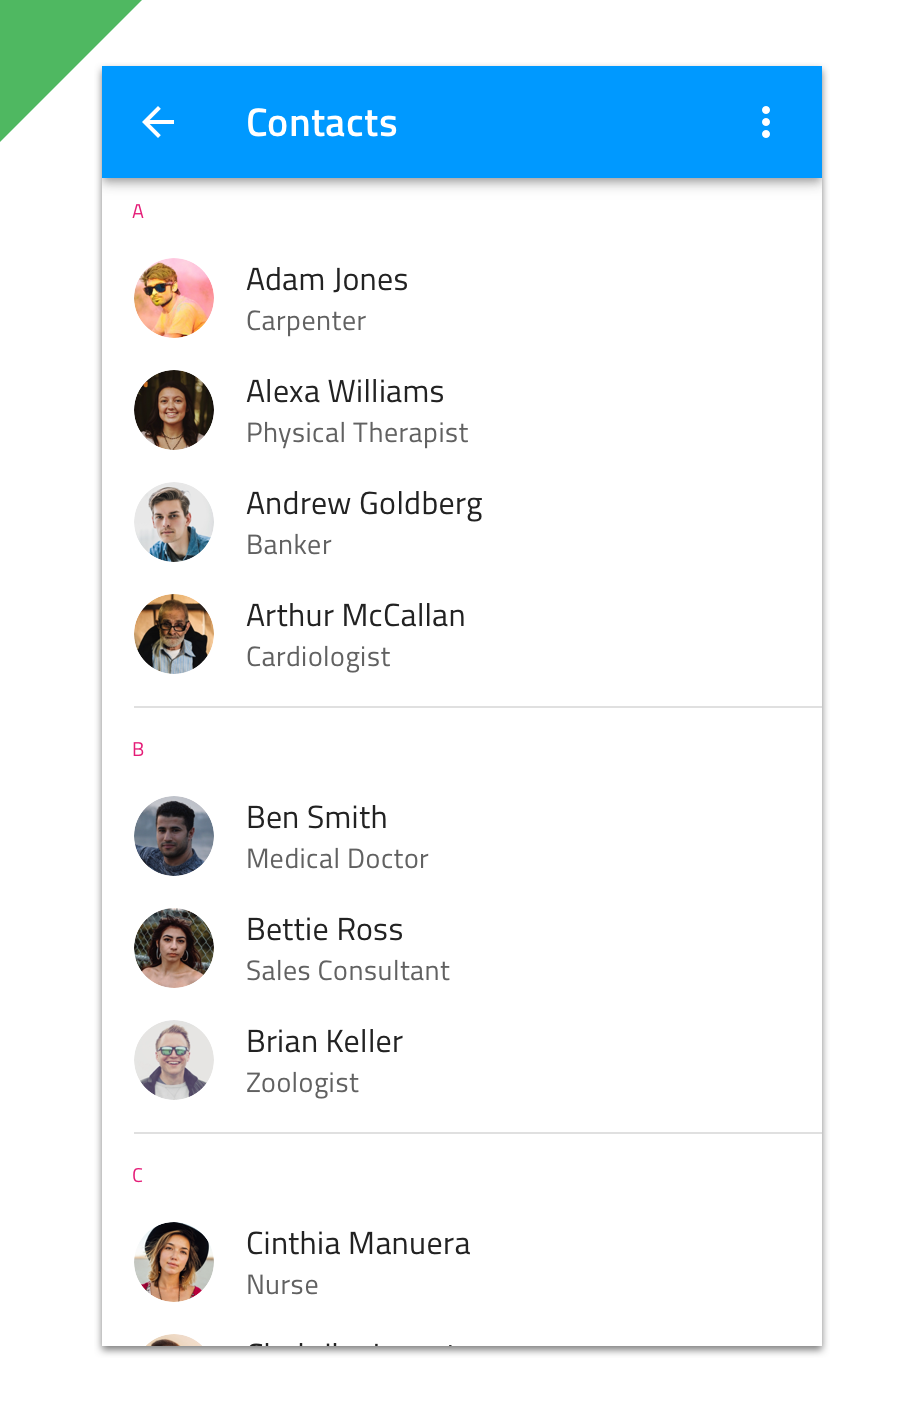 Contacts
A
Adam Jones
Carpenter
Alexa Williams
Physical Therapist
Andrew Goldberg
Banker
Arthur McCallan
Cardiologist
B
Ben Smith
Medical Doctor
Bettie Ross
Sales Consultant
Brian Keller
Zoologist
C
Cinthia Manuera
Nurse